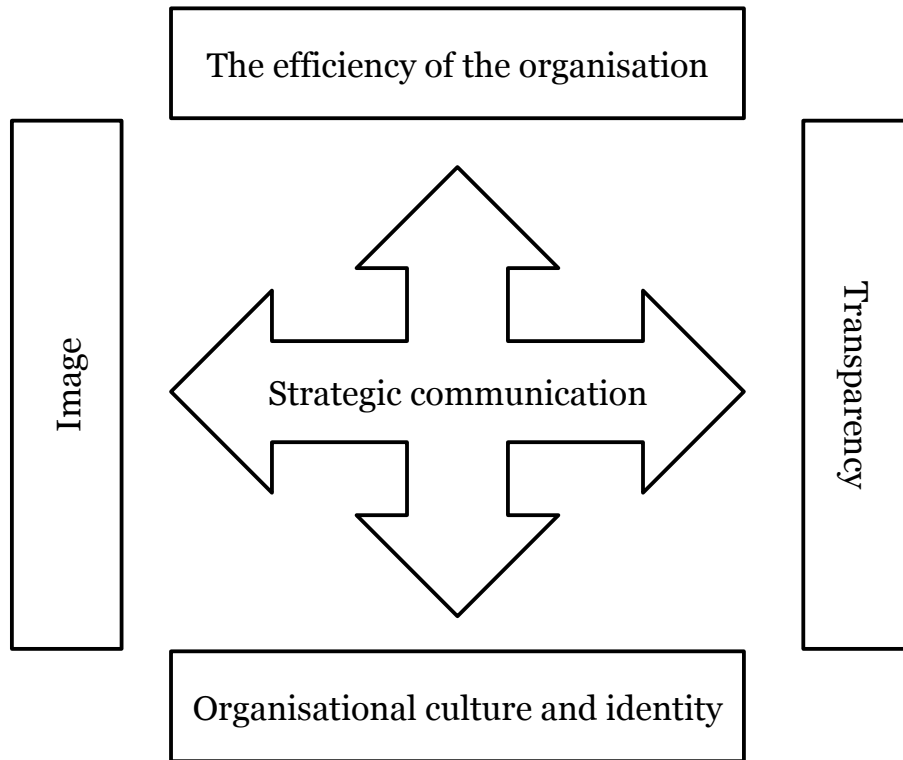 The efficiency of the organisation
Image
Strategic communication
Transparency
Organisational culture and identity